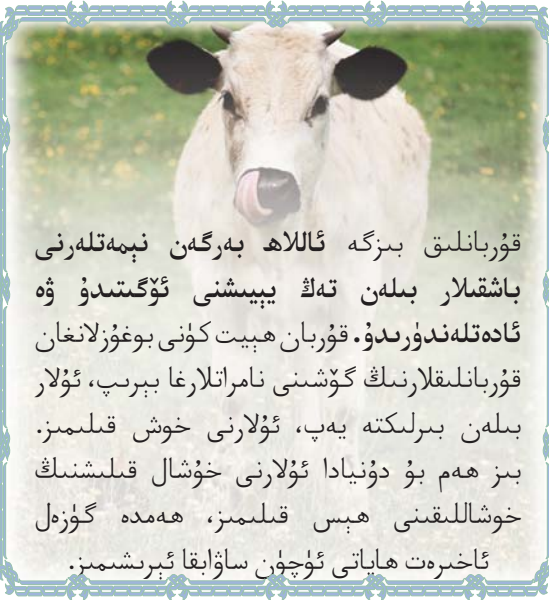 قۇربانلىق بىزگە ئاللاھ بەرگەن نېمەتلەرنى
باشقىلار بىلەن تەڭ يېيىشنى ئۆگىتىدۇ ۋە
ئادەتلەندۈرىدۇ. قۇربان ھېيت كۈنى بوغۇزلانغان
قۇربانلىقلارنىڭ گۆشىنى نامراتلارغا بېرىپ، ئۇلار
بىلەن بىرلىكتە يەپ، ئۇلارنى خوش قىلىمىز.
بىز ھەم بۇ دۇنيادا ئۇلارنى خۇشال قىلىشنىڭ
خوشاللىقىنى ھېس قىلىمىز، ھەمدە گۈزەل
ئاخىرەت ھاياتى ئۈچۈن ساۋابقا ئېرىشىمىز.